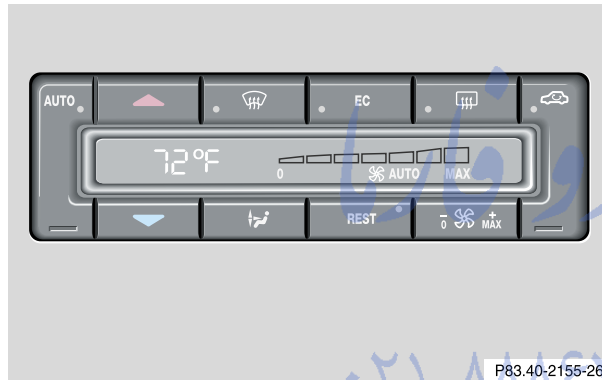 AUTO EC
72°F
0 AUTO MAX
REST - 0 + MAX
P83.40-2155-26